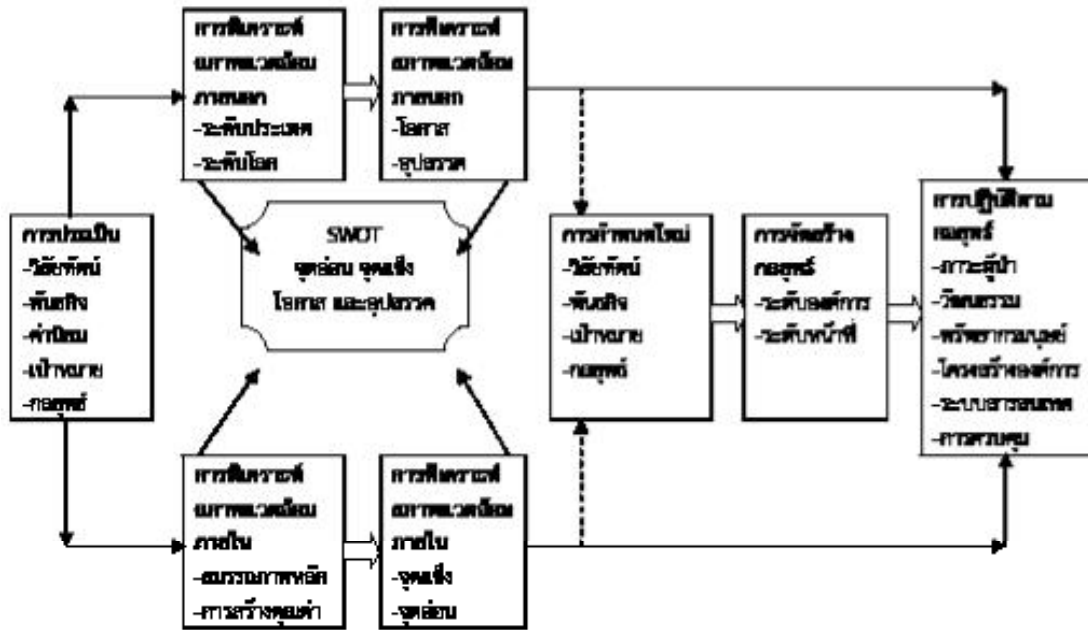 การวิเคราะห์
สภาพแวดล้อม
ภายนอก
-ระดับประเทศ
-ระดับโลก
การวิเคราะห์
สภาพแวดล้อม
ภายนอก
-โอกาส
-อุปสรรค
การประเมิน
-วิสัยทัศน์
-พันธกิจ
-ค่านิยม
-เป้าหมาย
-กลยุทธ์
SWOT
จุดอ่อน จุดแข็ง
โอกาส และอุปสรรค
การกำหนดใหม่
-วิสัยทัศน์
-พันธกิจ
-เป้าหมาย
-กลยุทธ์
การจัดสร้าง
กลยุทธ์
-ระดับองค์การ
-ระดับหน้าที่
การปฏิบัติตาม
กลยุทธ์
-ภาวะผู้นำ
-วัฒนธรรม
-ทรัพยากรมนุษย์
-โครงสร้างองค์การ
-ระบบสารสนเทศ
-การควบคุม
การวิเคราะห์
สภาพแวดล้อม
ภายใน
-สมรรถภาพหลัก
-การสร้างคุณค่า
การวิเคราะห์
สภาพแวดล้อม
ภายใน
-จุดแข็ง
-จุดอ่อน